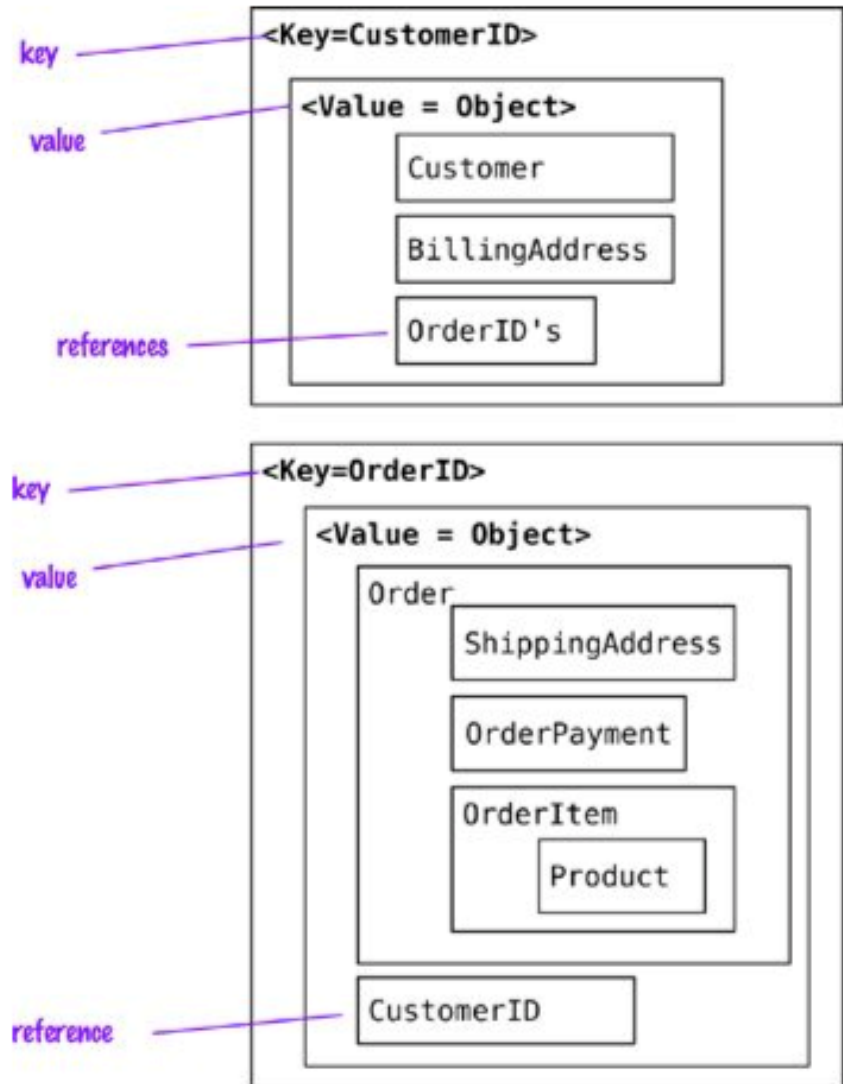 key
<Key=CustomerID>
value
<Value = Object>
Customer
BillingAddress
references
OrderID's
key
<Key=OrderID>
value
<Value = Object>
Order
ShippingAddress
OrderPayment
OrderItem
Product
reference
CustomerID